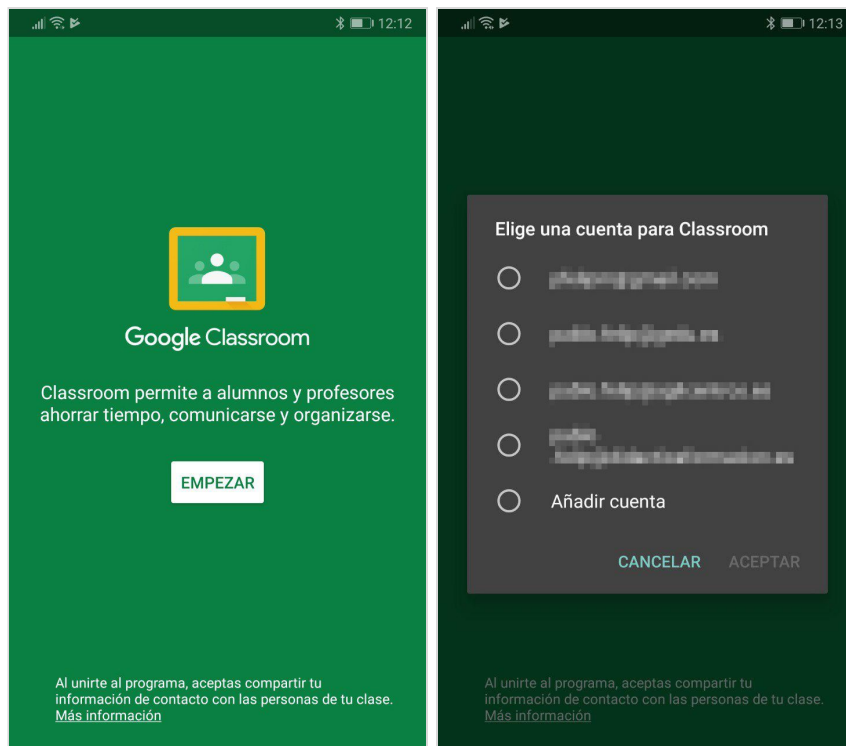 12:12
Google Classroom
Classroom permite a alumnos y profesores
ahorrar tiempo, comunicarse y organizarse.
EMPEZAR
Al unirte al programa, aceptas compartir tu
información de contacto con las personas de tu clase.
Más información
12:13
Elige una cuenta para Classroom
Añadir cuenta
CANCELAR ACEPTAR
Al unirte al programa, aceptas compartir tu
información de contacto con las personas de tu clase.
Más información